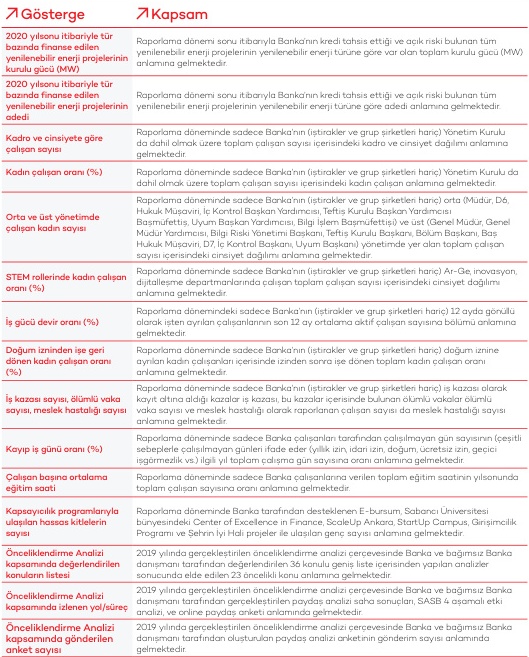 Gösterge
Kapsam
2020 yılsonu itibariyle tür
bazında finanse edilen
yenilenebilir enerji projelerinin
kurulu gücü (MW)
Raporlama dönemi sonu itibarıyla Banka'nın kredi tahsis ettiği ve açık riski bulunan tüm
yenilenebilir enerji projelerinin yenilenebilir enerji türüne göre var olan toplam kurulu gücü (MW)
anlamına gelmektedir.
2020 yılsonu itibariyle tür
bazında finanse edilen
yenilenebilir enerji projelerinin
adedi
Raporlama dönemi sonu itibarıyla Banka'nın kredi tahsis ettiği ve açık riski bulunan tüm
yenilenebilir enerji projelerinin yenilenebilir enerji türüne göre adedi anlamına gelmektedir.
Kadro ve cinsiyete göre
çalışan sayısı
Raporlama döneminde sadece Banka'nın (iştirakler ve grup şirketleri hariç) Yönetim Kurulu
da dahil olmak üzere toplam çalışan sayısı içerisindeki kadro ve cinsiyet dağılımı anlamına
gelmektedir.
Kadın çalışan oranı (%)
Raporlama döneminde sadece Banka'nın (iştirakler ve grup şirketleri hariç) Yönetim Kurulu da
dahil olmak üzere toplam çalışan sayısı içerisindeki kadın çalışan anlamına gelmektedir.
Orta ve üst yönetimde
çalışan kadın sayısı
Raporlama döneminde sadece Banka'nın (iştirakler ve grup şirketleri hariç) orta (Müdür, D6,
Hukuk Müşaviri, İç Kontrol Başkan Yardımcısı, Teftiş Kurulu Başkan Yardımcısı
Başmüfettiş, Uyum Başkan Yardımcısı, Bilgi İşlem Başmüfettişi) ve üst (Genel Müdür, Genel
Müdür Yardımcısı, Bilgi Riski Yönetimi Başkanı, Teftiş Kurulu Başkanı, Bölüm Başkanı, Baş
Hukuk Müşaviri, D7, İç Kontrol Başkanı, Uyum Başkanı) yönetimde yer alan toplam çalışan
sayısı içerisindeki cinsiyet dağılımı anlamına gelmektedir.
STEM rollerinde kadın çalışan
oranı (%)
Raporlama döneminde sadece Banka'nın (iştirakler ve grup şirketleri hariç) Ar-Ge, inovasyon,
dijitalleşme departmanlarında çalışan toplam çalışan sayısı içerisindeki kadın çalışan
anlamına gelmektedir.
İş gücü devir oranı (%)
Raporlama dönemindeki sadece Banka'nın (iştirakler ve grup şirketleri hariç) 12 ayda gönüllü
olarak işten ayrılan çalışanlarının son 12 ay ortalama aktif çalışan sayısına bölümü anlamına
gelmektedir.
Doğum izninden işe geri
dönen kadın çalışan oranı
(%)
Raporlama döneminde sadece Banka'nın (iştirakler ve grup şirketleri hariç) doğum iznine
ayrılan kadın çalışanları içerisinde izinden sonra işe dönen toplam kadın çalışan oranı
anlamına gelmektedir.
İş kazası sayısı, ölümlü vaka
sayısı, meslek hastalığı sayısı
Raporlama döneminde sadece Banka'nın (iştirakler ve grup şirketleri hariç) iş kazası olarak
kayıt altına aldığı kazalar iş kazası, bu kazalar içerisinde bulunan ölümlü vakalar ölümlü
vaka sayısı ve meslek hastalığı olarak raporlanan çalışan sayısı da meslek hastalığı sayısı
anlamına gelmektedir.
Kayıp iş günü oranı (%)
Raporlama döneminde sadece Banka çalışanları tarafından çalışılmayan gün sayısının (çeşitli
sebeplerle çalışılmayan günleri ifade eder (yıllık izin, idari izin, doğum, ücretsiz izin, geçici
işgörmezlik vs.) ilgili yıl toplam çalışma gün sayısına oranı anlamına gelmektedir.
Çalışan başına ortalama
eğitim saati
Raporlama döneminde sadece Banka çalışanlarına verilen toplam eğitim saatinin yılsonunda
toplam çalışan sayısına oranı anlamına gelmektedir.
Kapsayıcılık programlarıyla
ulaşılan hassas kitlelerin
sayısı
Raporlama döneminde Banka tarafından desteklenen E-bursum, Sabancı Üniversitesi
bünyesindeki Center of Excellence in Finance, ScaleUp Ankara, StartUp Campus, Girişimcilik
Programı ve Şehrin İyi Hali projeler ile ulaşılan genç sayısı anlamına gelmektedir.
Önceliklendirme Analizi
kapsamında değerlendirilen
konuların listesi
2019 yılında gerçekleştirilen önceliklendirme analizi çerçevesinde Banka ve bağımsız Banka
danışmanı tarafından değerlendirilen 36 konulu geniş liste içerisinden yapılan analizler
sonucunda elde edilen 23 öncelikli konu anlamına gelmektedir.
Önceliklendirme Analizi
kapsamında izlenen yol/süreç
2019 yılında gerçekleştirilen önceliklendirme analizi çerçevesinde Banka ve bağımsız Banka
danışmanı tarafından gerçekleştirilen paydaş analizi saha sonuçları, SASB 4 aşamalı etki
analizi, ve online paydaş anketi anlamına gelmektedir.
Önceliklendirme Analizi
kapsamında gönderilen
anket sayısı
2019 yılında gerçekleştirilen önceliklendirme analizi çerçevesinde Banka ve bağımsız Banka
danışmanı tarafından oluşturulan paydaş analizi anketinin gönderim sayısı anlamında
gelmektedir.